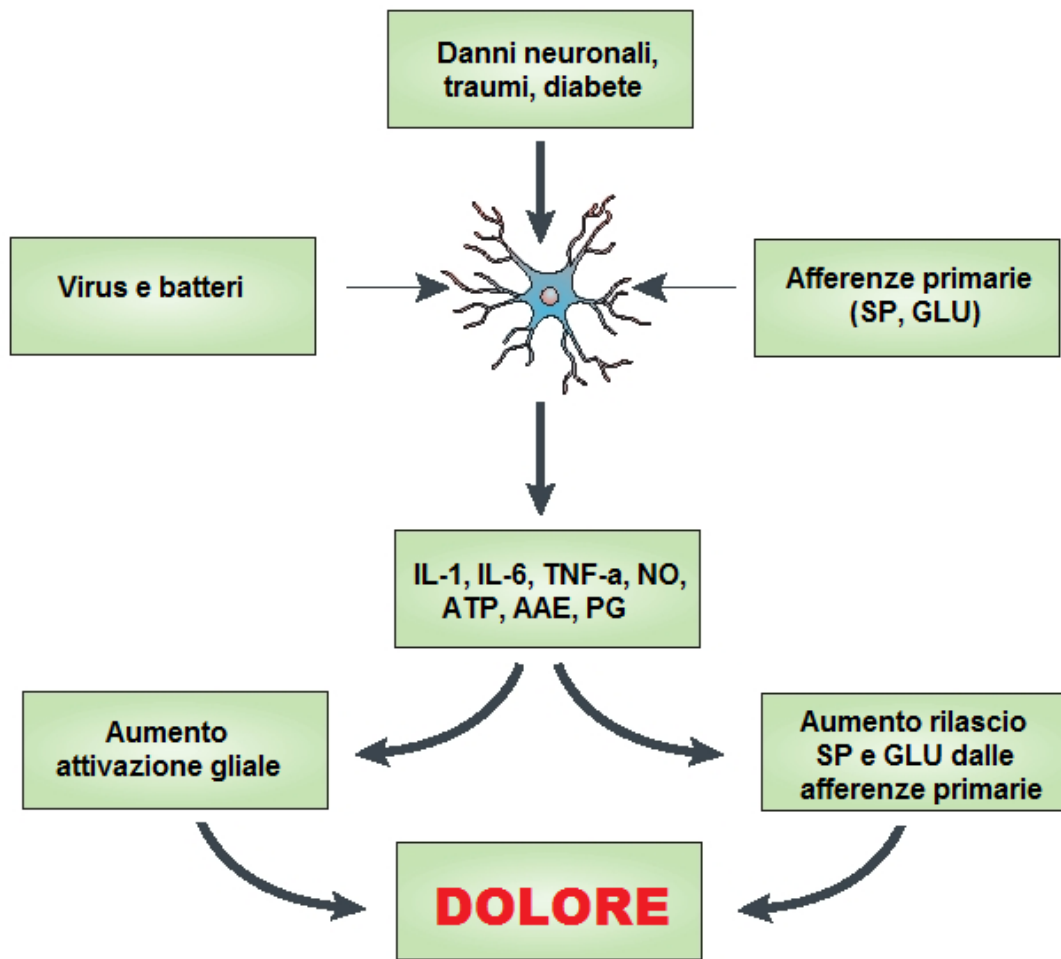 Danni neuronali,
traumi, diabete
Virus e batteri
Afferenze primarie
(SP, GLU)
IL-1, IL-6, TNF-a, NO,
ATP, AAE, PG
Aumento
attivazione gliale
Aumento rilascio
SP e GLU dalle
afferenze primarie
DOLORE